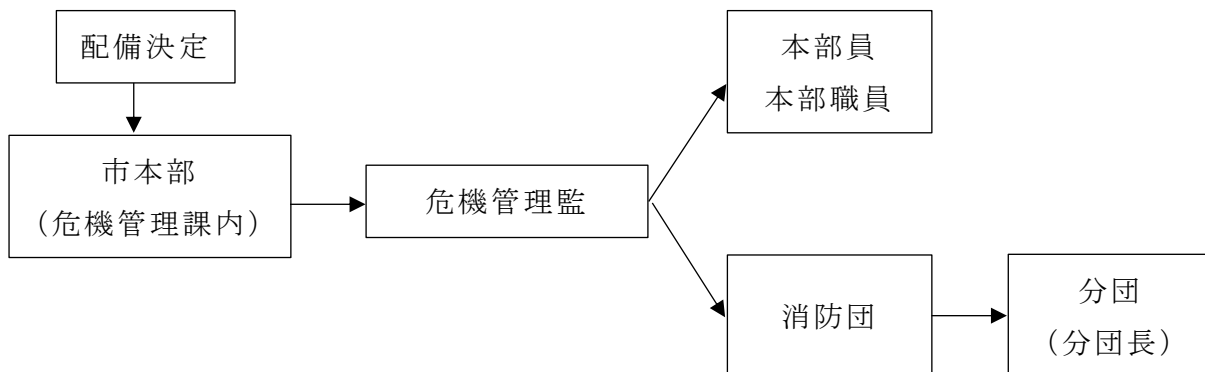 配備決定
市本部
（危機管理課内）
危機管理監
本部員
本部職員
消防団
分団
（分団長）